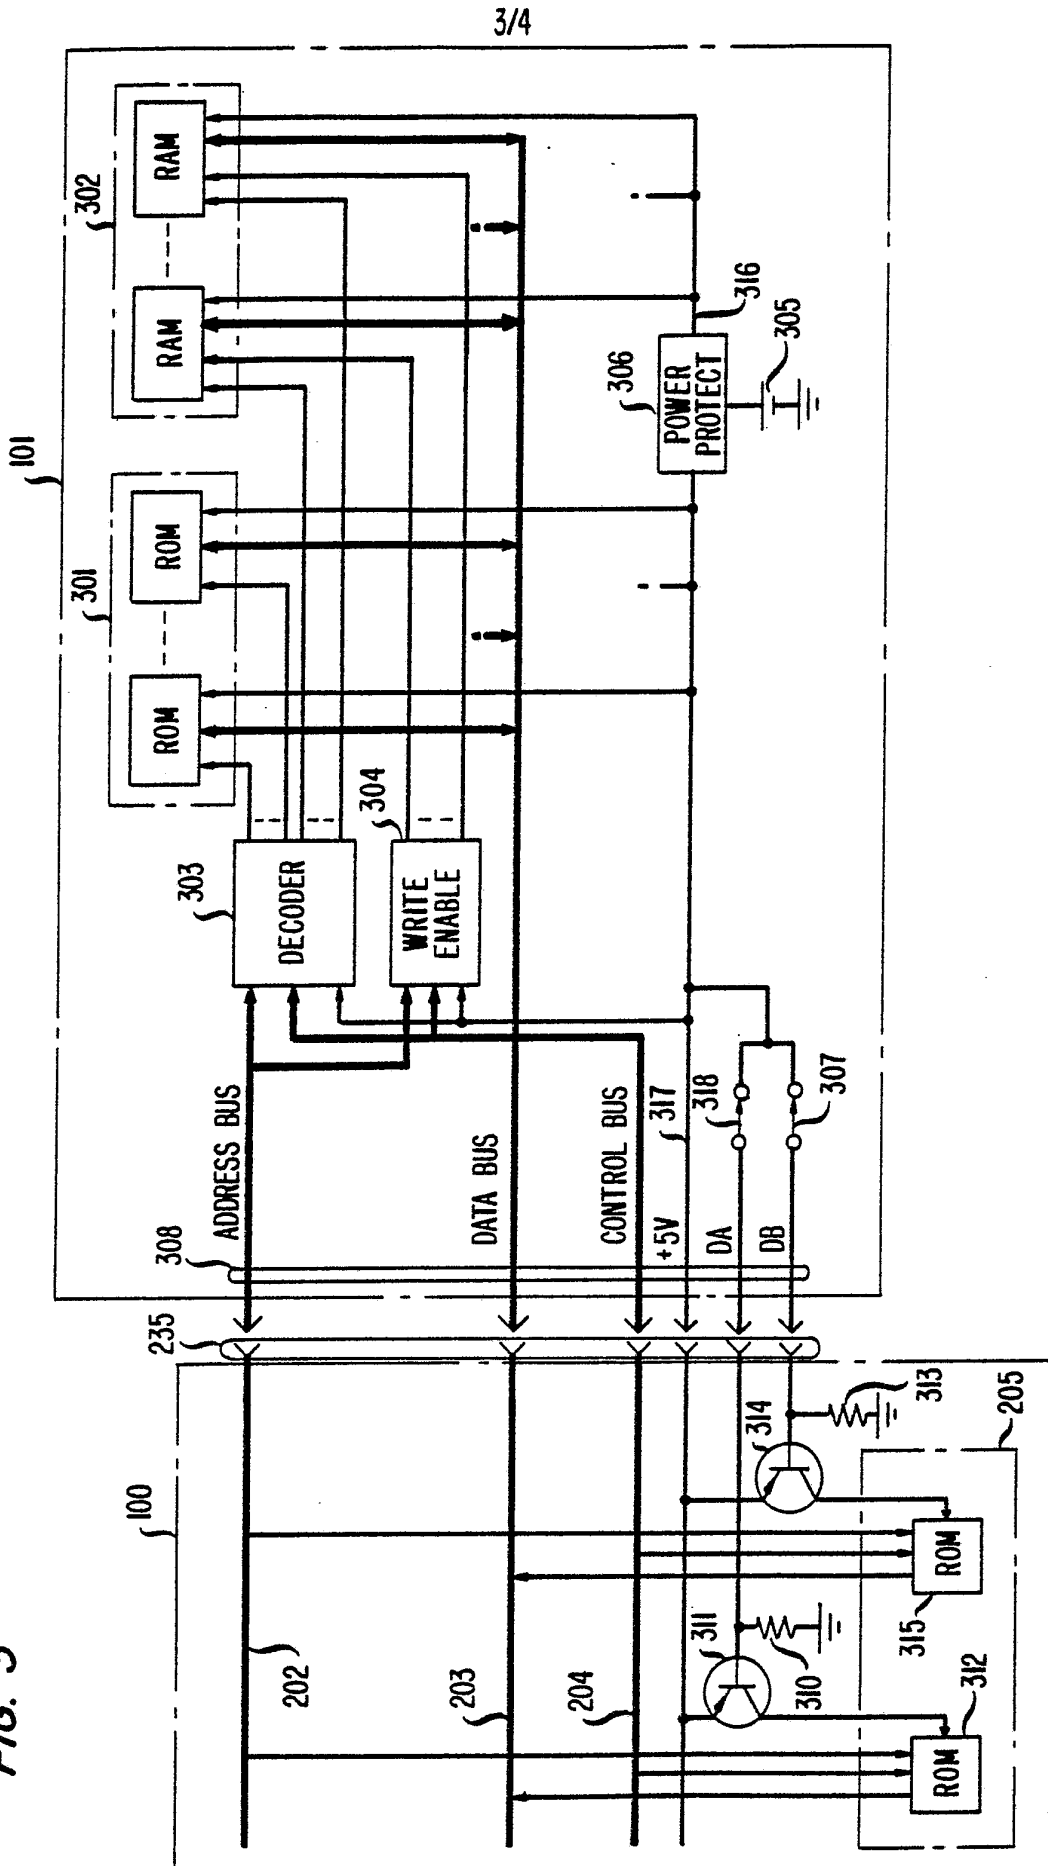 3/4
FIG. 3
101
302
RAM
RAM
301
ROM
ROM
303
DECODER
304
WRITE
ENABLE
306
POWER
PROTECT
316
305
308
ADDRESS BUS
DATA BUS
CONTROL BUS
+5V
317
DA
318
DB
307
235
100
202
203
204
311
310
314
313
205
315
ROM
312
ROM